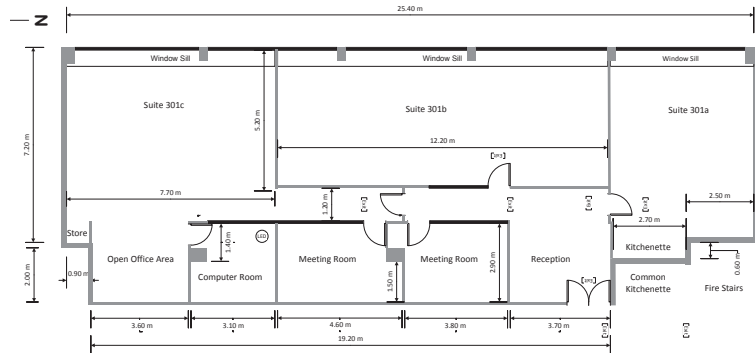 25.40 m
N
Window Sill
Window Sill
Window Sill
Suite 301c
Suite 301b
Suite 301a
7.20 m
5.20 m
12.20 m
7.70 m
1.20 m
2.50 m
2.70 m
Store
Open Office Area
1.40 m
LED
Computer Room
Meeting Room
Meeting Room
2.90 m
Reception
Kitchenette
Common
Kitchenette
0.60 m
Fire Stairs
2.00 m
0.90 m
1.50 m
3.60 m
3.10 m
4.60 m
3.80 m
3.70 m
19.20 m